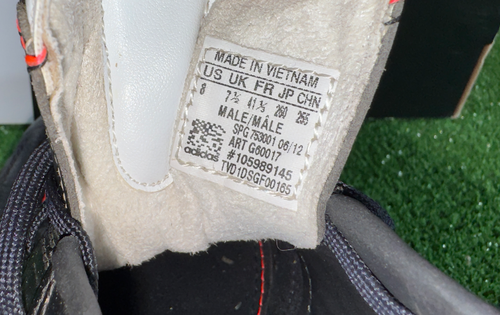 MADE IN VIETNAM
US UK FR JP CHN
8 7½ 41⅓ 260 255
MALE/MÂLE
SPG 753001 06/12
ART G60017
#105989145
adidas TVD1DSGF00165